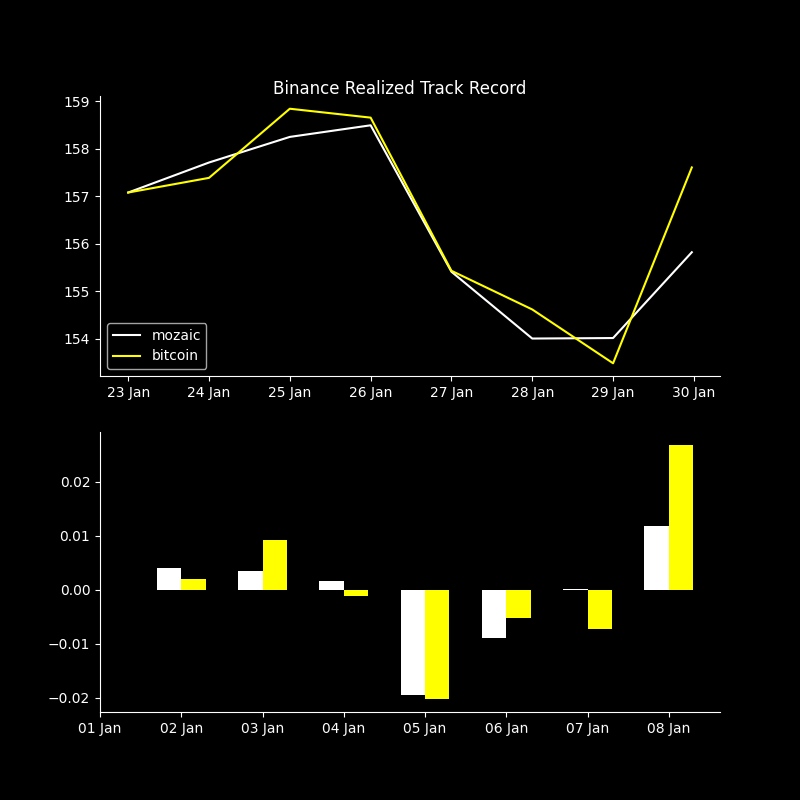 Binance Realized Track Record
159
158
157
156
155
154
mozaic
bitcoin
23 Jan 24 Jan 25 Jan 26 Jan 27 Jan 28 Jan 29 Jan 30 Jan
0.02
0.01
0.00
−0.01
−0.02
01 Jan 02 Jan 03 Jan 04 Jan 05 Jan 06 Jan 07 Jan 08 Jan